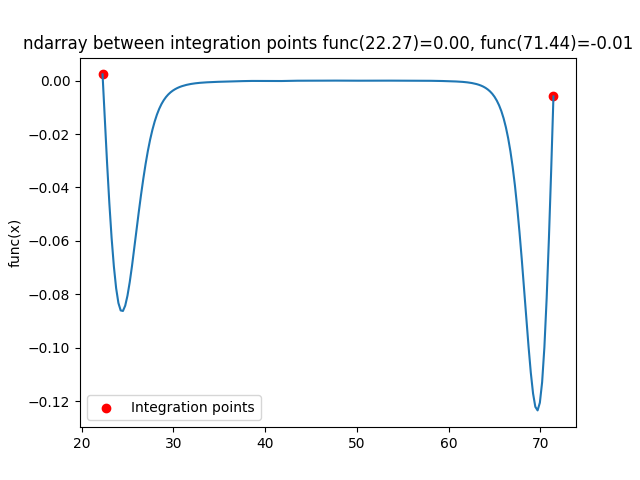 ndarray between integration points func(22.27)=0.00, func(71.44)=-0.01
0.00
−0.02
−0.04
−0.06
−0.08
−0.10
−0.12
func(x)
Integration points
20 30 40 50 60 70